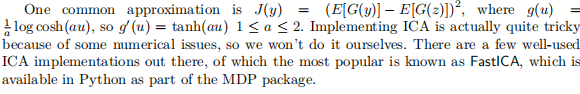 One common approximation is J(y) = (E[G(y)] − E[G(z)])², where g(u) =
1/a log cosh(au), so g′(u) = tanh(au) 1 ≤ a ≤ 2. Implementing ICA is actually quite tricky
because of some numerical issues, so we won't do it ourselves. There are a few well-used
ICA implementations out there, of which the most popular is known as FastICA, which is
available in Python as part of the MDP package.